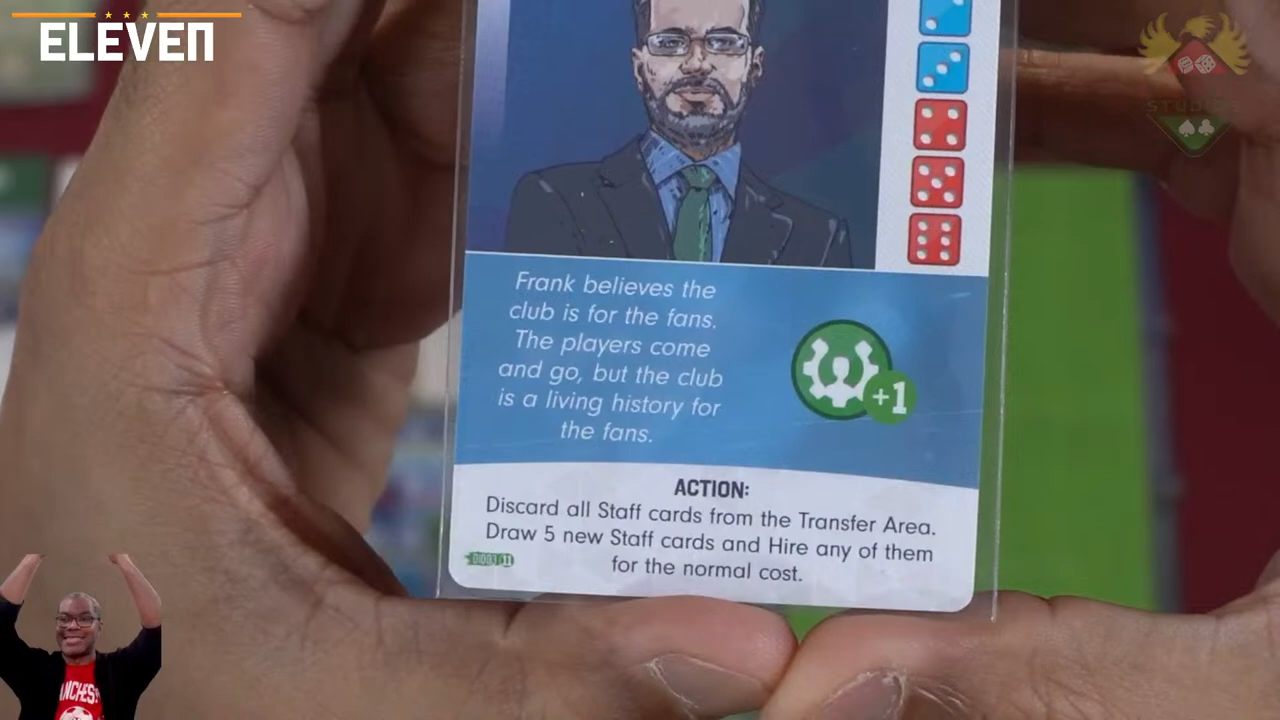 ELEVEN
STUDIOS
Frank believes the
club is for the fans.
The players come
and go, but the club
is a living history for
the fans.
+1
ACTION:
Discard all Staff cards from the Transfer Area.
Draw 5 new Staff cards and Hire any of them
for the normal cost.